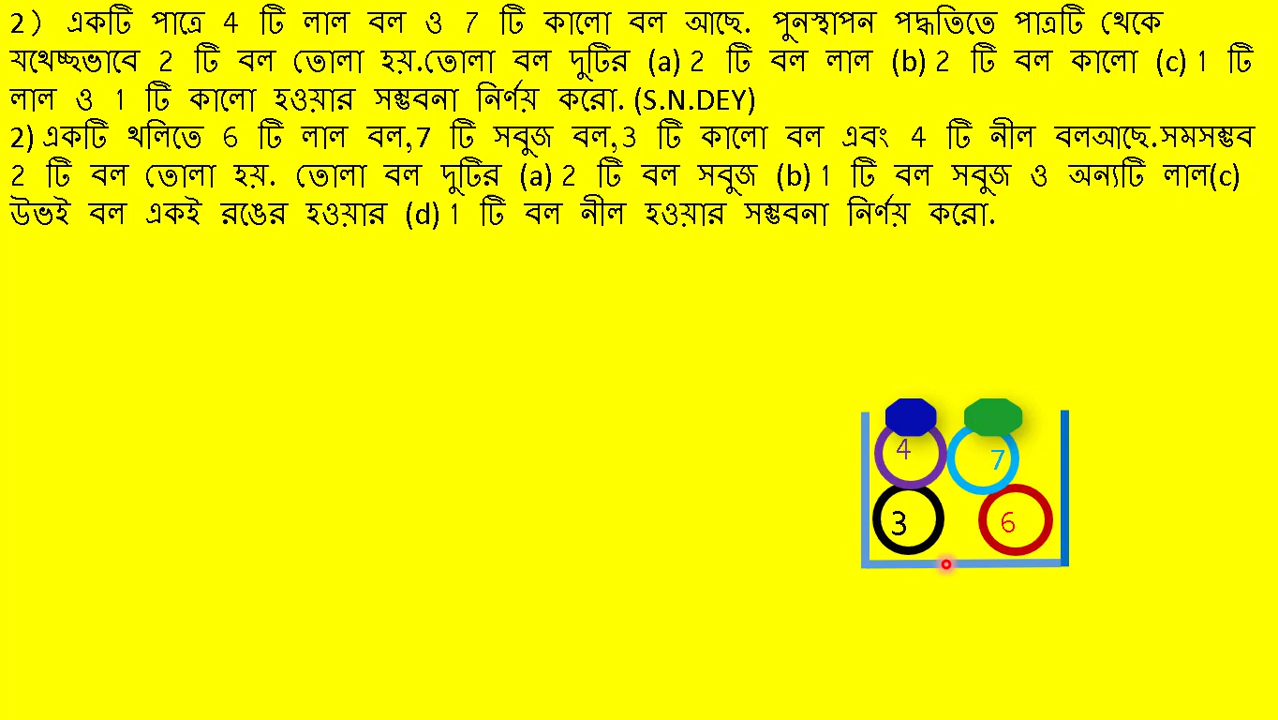 2) একটি পাত্রে 4 টি লাল বল ও 7 টি কালো বল আছে. পুনস্থাপন পদ্ধতিতে পাত্রটি থেকে
যথেচ্ছভাবে 2 টি বল তোলা হয়.তোলা বল দুটির (a) 2 টি বল লাল (b) 2 টি বল কালো (c) 1 টি
লাল ও 1 টি কালো হওয়ার সম্ভবনা নির্ণয় করো. (S.N.DEY)
2) একটি থলিতে 6 টি লাল বল,7 টি সবুজ বল,3 টি কালো বল এবং 4 টি নীল বলআছে.সমসম্ভব
2 টি বল তোলা হয়. তোলা বল দুটির (a) 2 টি বল সবুজ (b) 1 টি বল সবুজ ও অন্যটি লাল(c)
উভই বল একই রঙের হওয়ার (d) 1 টি বল নীল হওয়ার সম্ভবনা নির্ণয় করো.
4 7
3 6